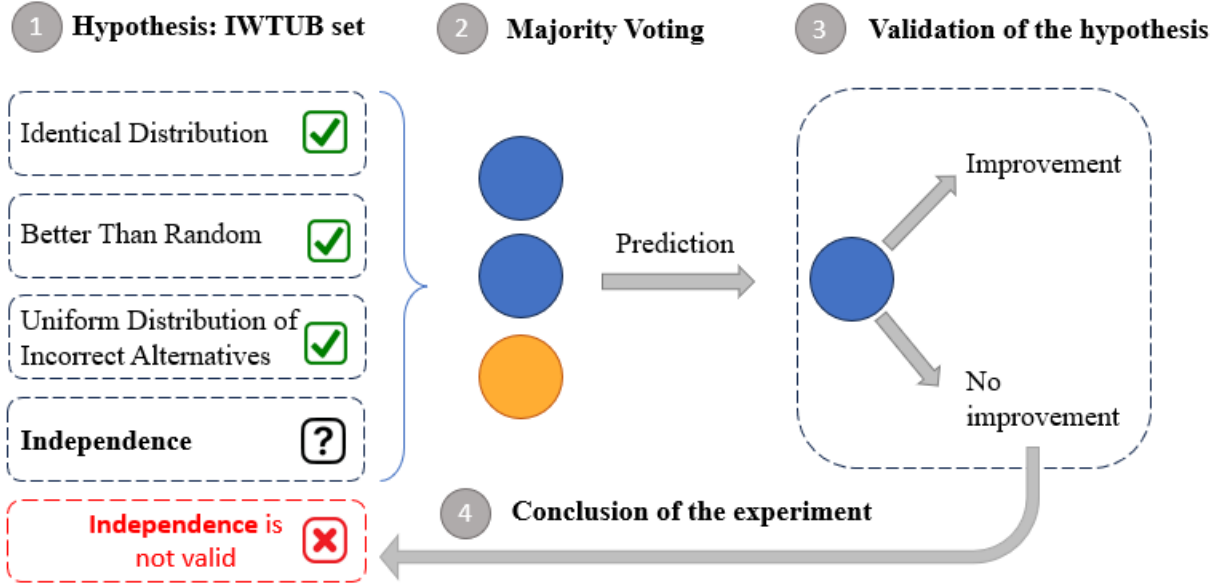 1 Hypothesis: IWTUB set
2 Majority Voting
3 Validation of the hypothesis
Identical Distribution
Better Than Random
Uniform Distribution of
Incorrect Alternatives
Independence
?
Independence is
not valid
Prediction
Improvement
No
improvement
4 Conclusion of the experiment